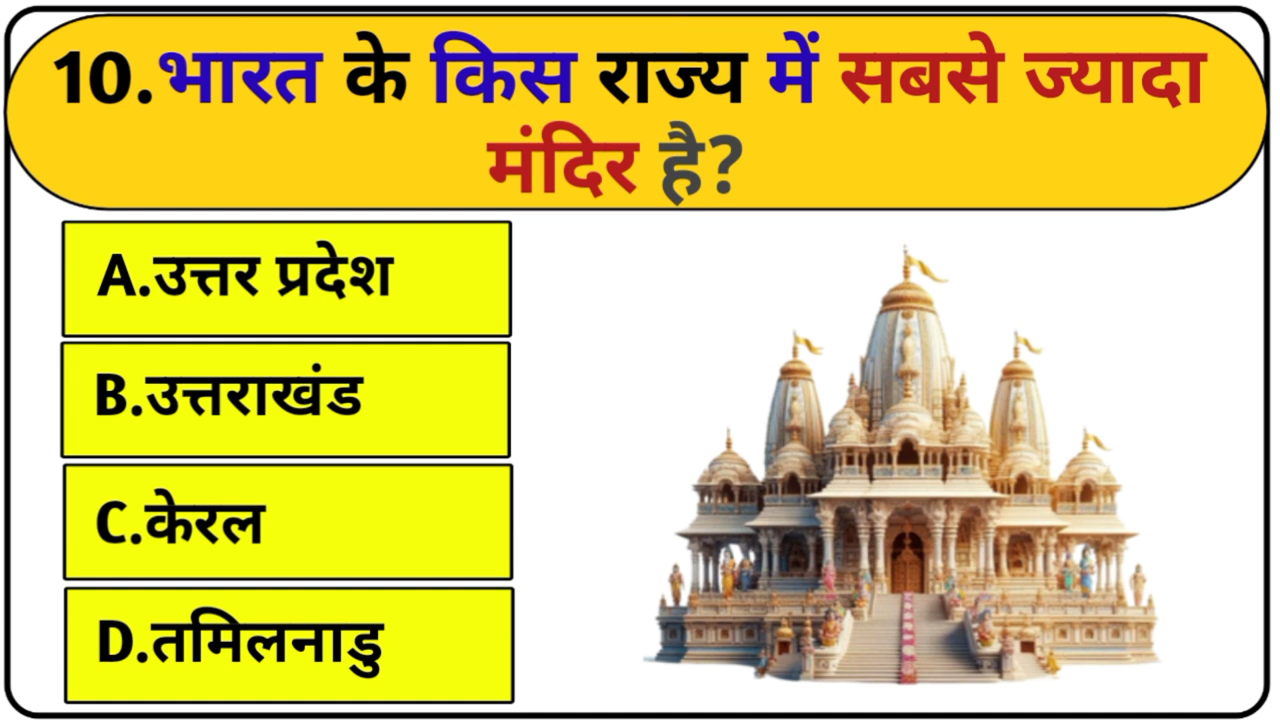 10.भारत के किस राज्य में सबसे ज्यादा
मंदिर है?
A.उत्तर प्रदेश
B.उत्तराखंड
C.केरल
D.तमिलनाडु